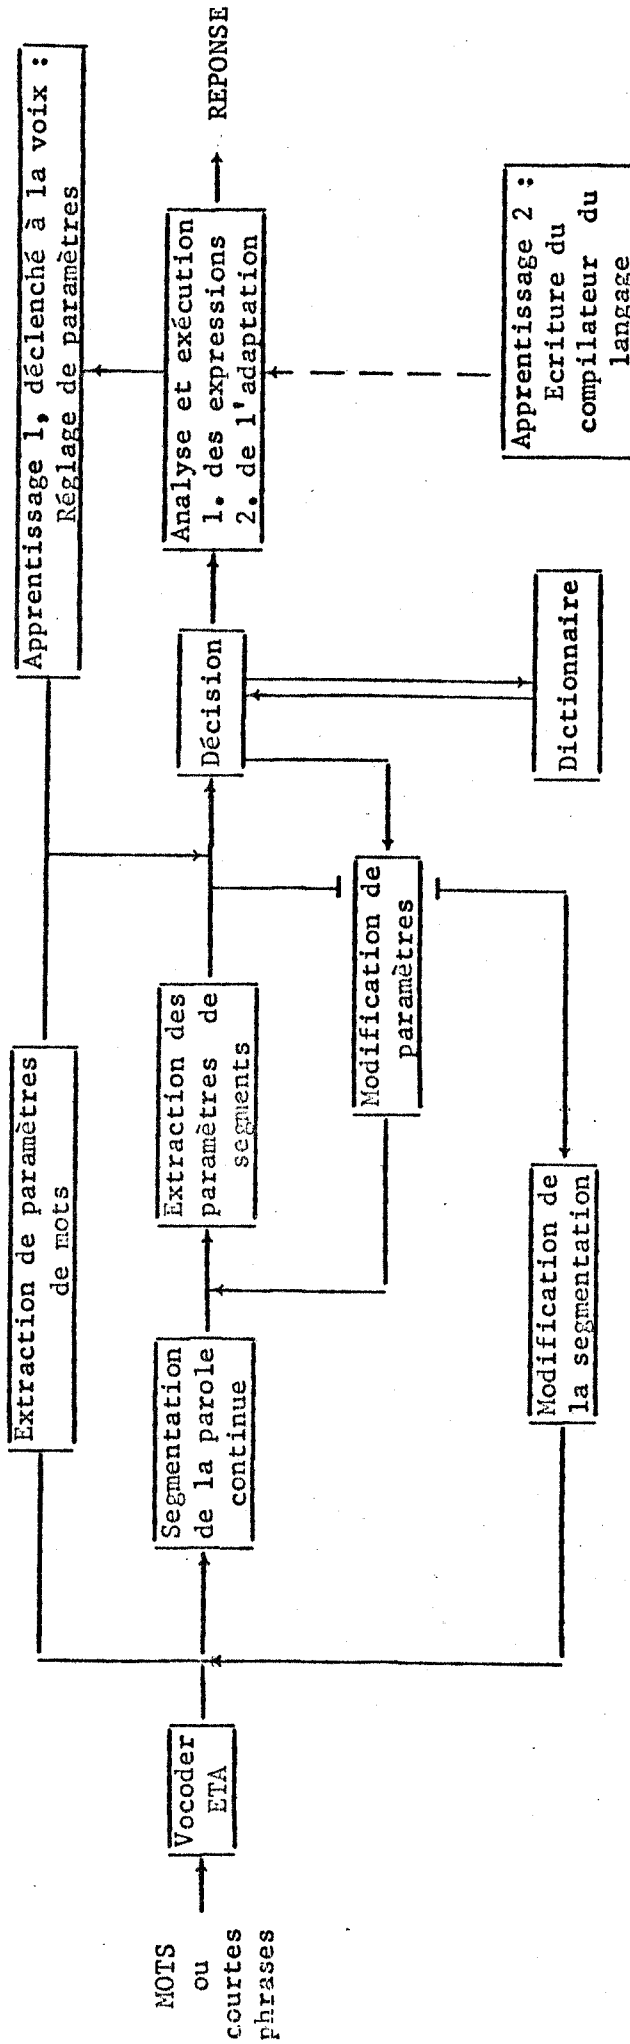 MOTS
ou
courtes
phrases
Vocoder
ETA
Extraction de paramètres
de mots
Segmentation
de la parole
continue
Modification de
la segmentation
Extraction des
paramètres de
segments
Modification de
paramètres
Décision
Dictionnaire
Apprentissage 1, déclenché à la voix :
Réglage de paramètres
Analyse et exécution
1. des expressions
2. de l'adaptation
REPONSE
Apprentissage 2 :
Ecriture du
compilateur du
langage